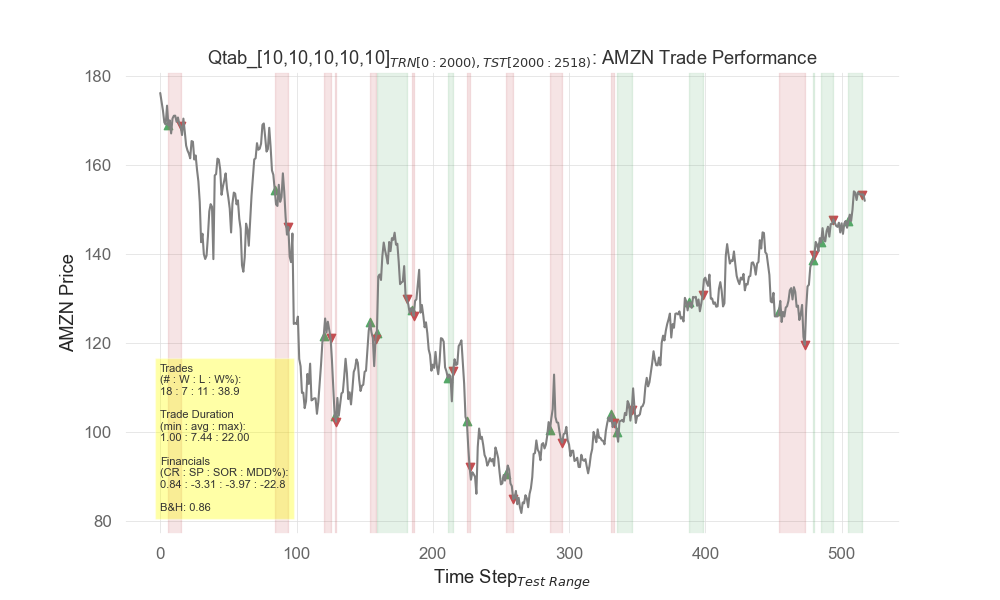 Qtab_[10,10,10,10,10]TRN[0 : 2000), TST[2000 : 2518) : AMZN Trade Performance
180
160
140
120
100
80
AMZN Price
Trades
(# : W : L : W%):
18 : 7 : 11 : 38.9
Trade Duration
(min : avg : max):
1.00 : 7.44 : 22.00
Financials
(CR : SP : SOR : MDD%):
0.84 : -3.31 : -3.97 : -22.8
B&H: 0.86
0 100 200 300 400 500
Time StepTest Range